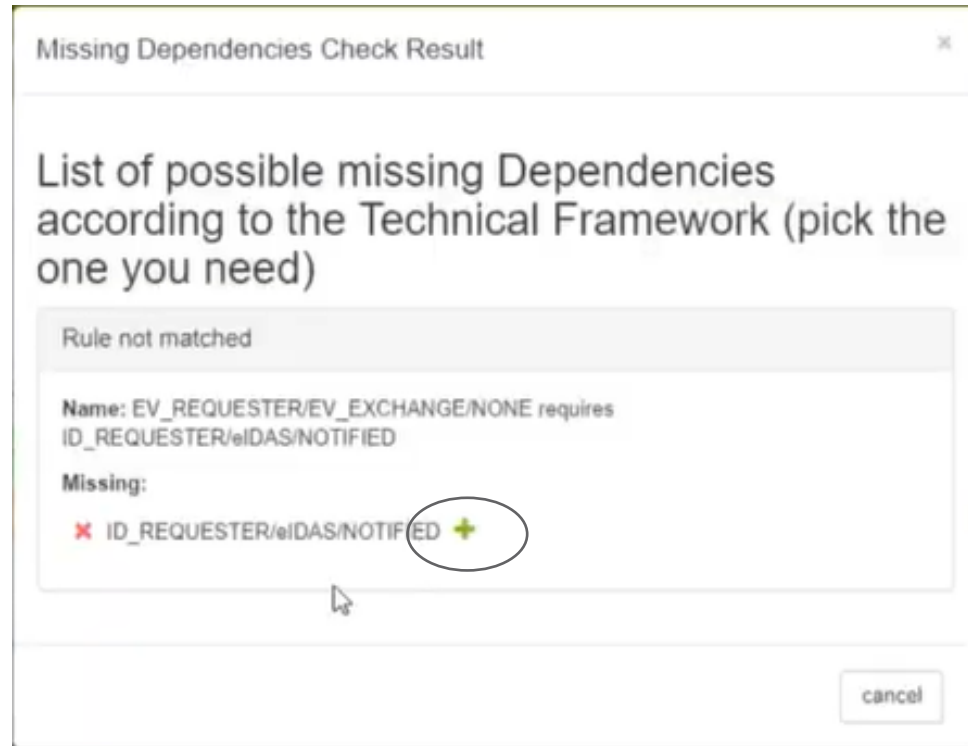 Missing Dependencies Check Result
List of possible missing Dependencies
according to the Technical Framework (pick the
one you need)
Rule not matched
Name: EV_REQUESTER/EV_EXCHANGE/NONE requires
ID_REQUESTER/eIDAS/NOTIFIED
Missing:
ID_REQUESTER/eIDAS/NOTIFIED
cancel